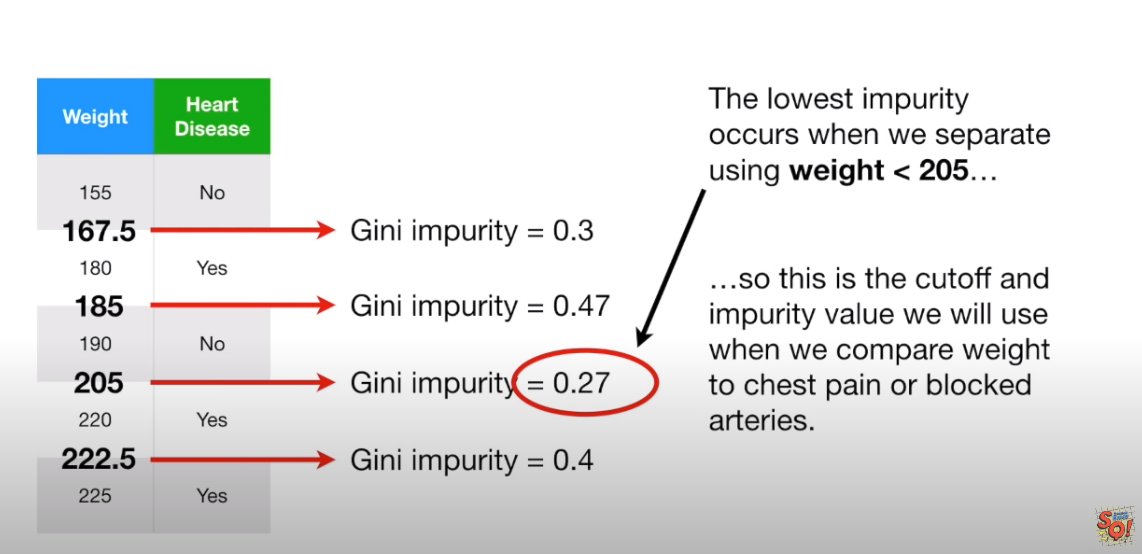 Weight
Heart
Disease
155 No
167.5 Gini impurity = 0.3
180 Yes
185 Gini impurity = 0.47
190 No
205 Gini impurity = 0.27
220 Yes
222.5 Gini impurity = 0.4
225 Yes
The lowest impurity
occurs when we separate
using weight < 205…
…so this is the cutoff and
impurity value we will use
when we compare weight
to chest pain or blocked
arteries.
SQ!